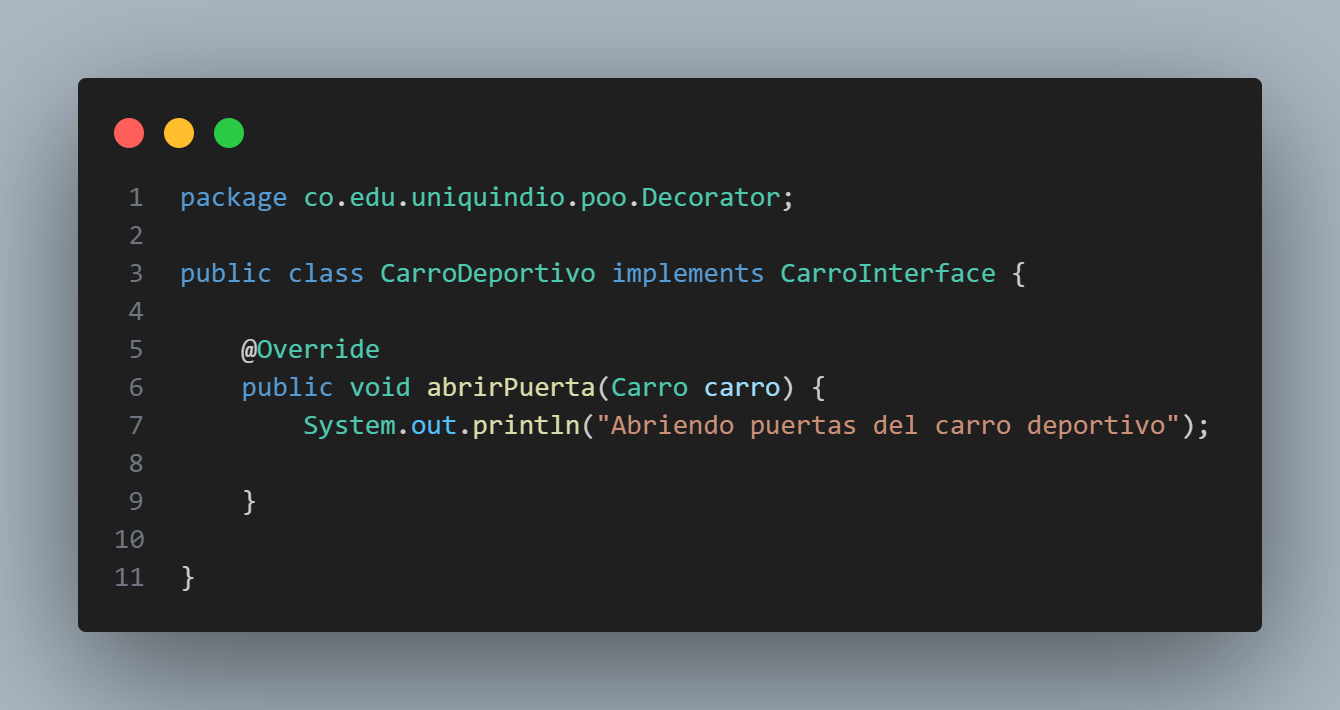 1 package co.edu.uniquindio.poo.Decorator;
2
3 public class CarroDeportivo implements CarroInterface {
4
5     @Override
6     public void abrirPuerta(Carro carro) {
7         System.out.println("Abriendo puertas del carro deportivo");
8
9     }
10
11 }